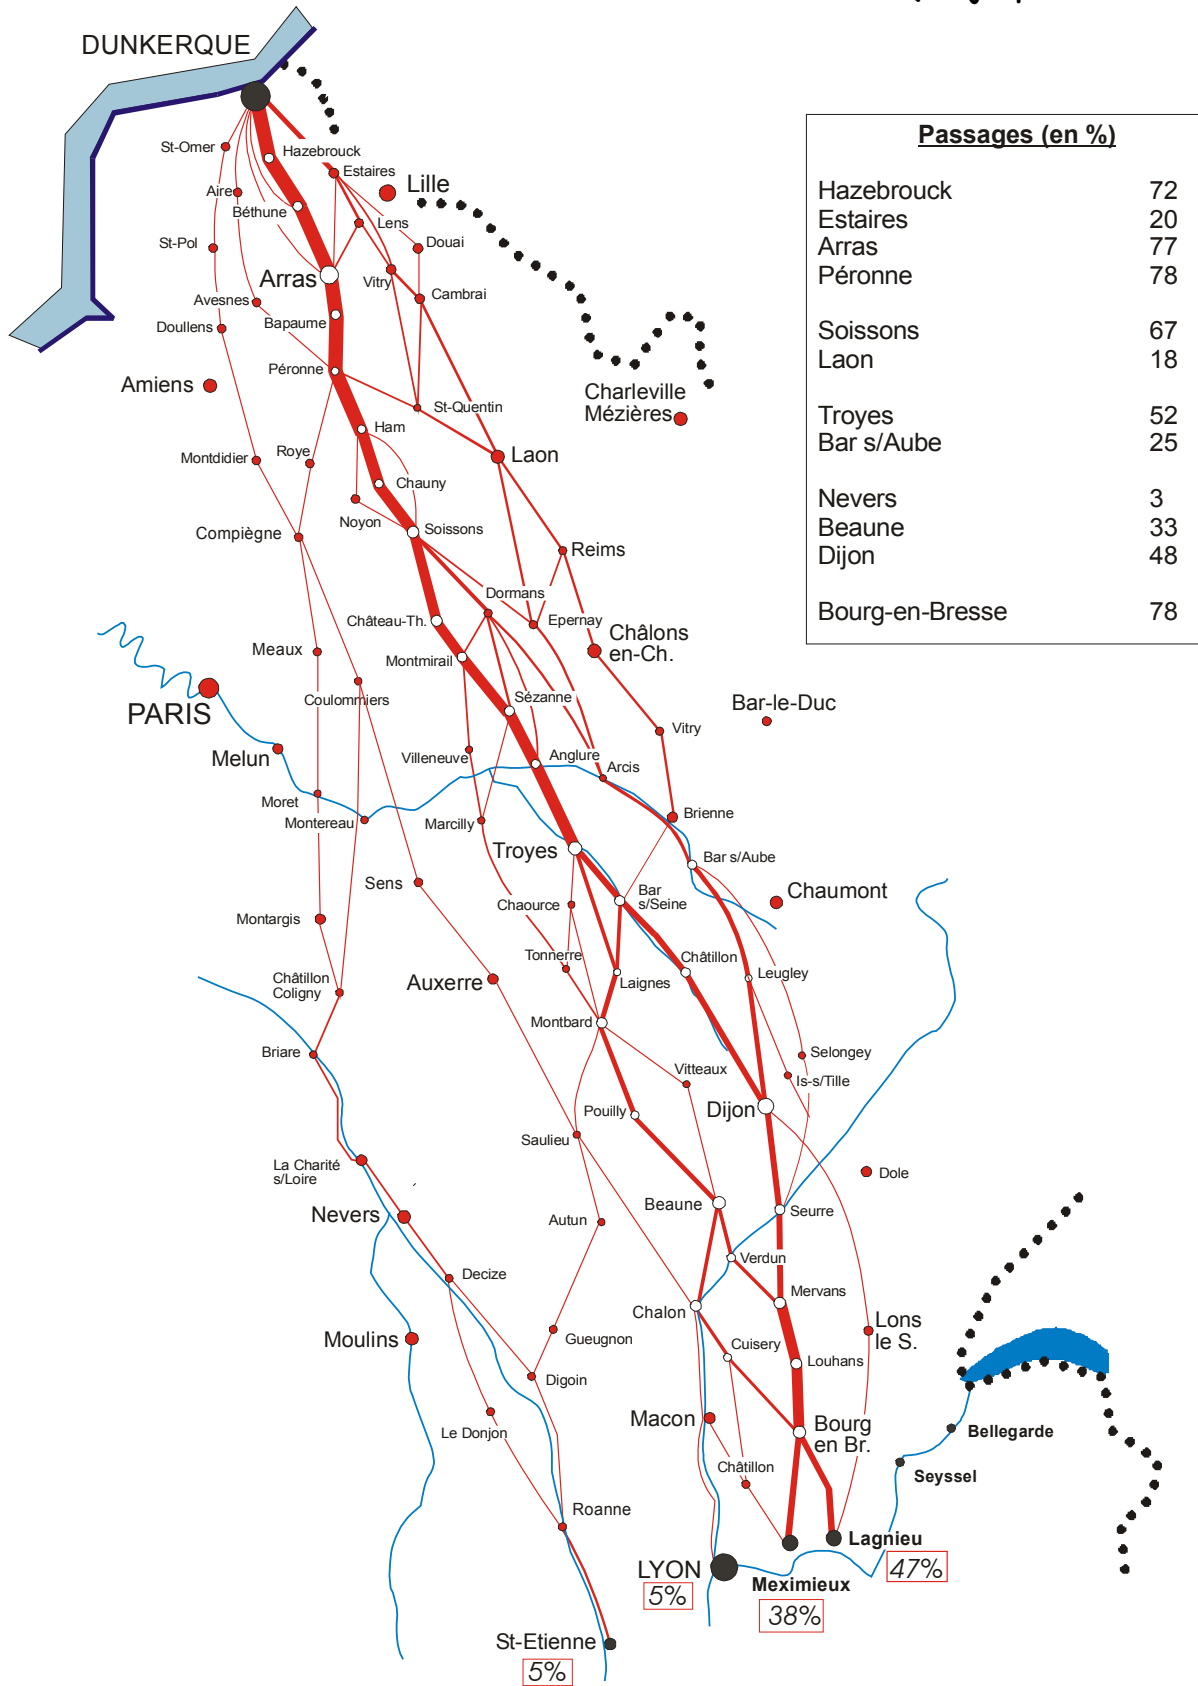 DUNKERQUE
Passages (en %)
Hazebrouck 72
Estaires 20
Arras 77
Péronne 78
Soissons 67
Laon 18
Troyes 52
Bar s/Aube 25
Nevers 3
Beaune 33
Dijon 48
Bourg-en-Bresse 78
St-Omer
Hazebrouck
Estaires
Lille
Aire
Béthune
Lens
St-Pol
Douai
Arras
Vitry
Cambrai
Avesnes
Bapaume
Doullens
Péronne
Amiens
Charleville
Mézières
St-Quentin
Ham
Laon
Montdidier
Roye
Chauny
Noyon
Soissons
Compiègne
Reims
Dormans
Château-Th.
Epernay
Châlons
en-Ch.
Meaux
Montmirail
Coulommiers
Sézanne
Bar-le-Duc
PARIS
Vitry
Melun
Villeneuve
Anglure
Arcis
Moret
Montereau
Marcilly
Brienne
Troyes
Bar s/Aube
Sens
Bar
s/Seine
Chaumont
Chaource
Montargis
Tonnerre
Châtillon
Châtillon
Coligny
Auxerre
Laignes
Leugley
Montbard
Briare
Selongey
Vitteaux
Is-s/Tille
Pouilly
Dijon
Saulieu
La Charité
s/Loire
Dole
Nevers
Beaune
Seurre
Autun
Verdun
Decize
Mervans
Chalon
Moulins
Gueugnon
Cuisery
Lons
le S.
Louhans
Digoin
Macon
Bourg
en Br.
Le Donjon
Bellegarde
Châtillon
Seyssel
Roanne
Lagnieu
47%
LYON
5%
Meximieux
38%
St-Etienne
5%